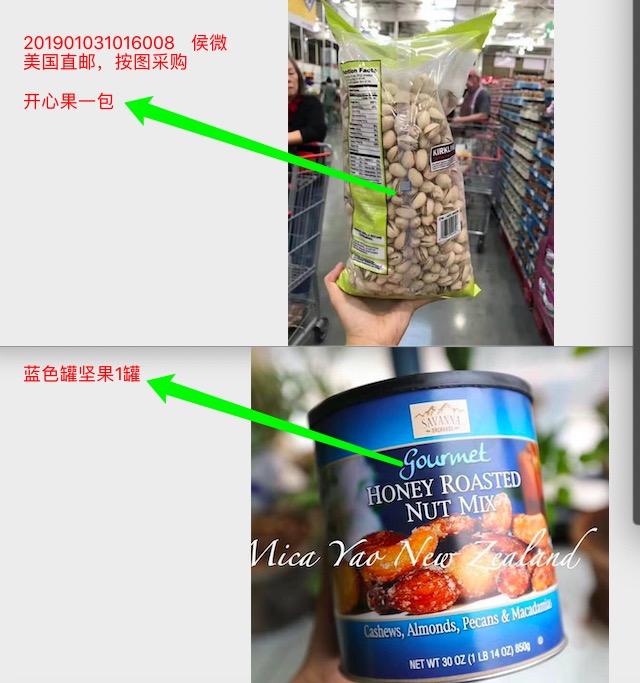 201901031016008 侯微
美国直邮，按图采购
开心果一包
Nutrition Facts
KIRKLAND
蓝色罐坚果1罐
SAVANNA
ORCHARDS
Gourmet
HONEY ROASTED
NUT MIX
Mica Yao New Zealand
Cashews, Almonds, Pecans & Macadamias
NET WT 30 OZ (1 LB 14 OZ) 850g